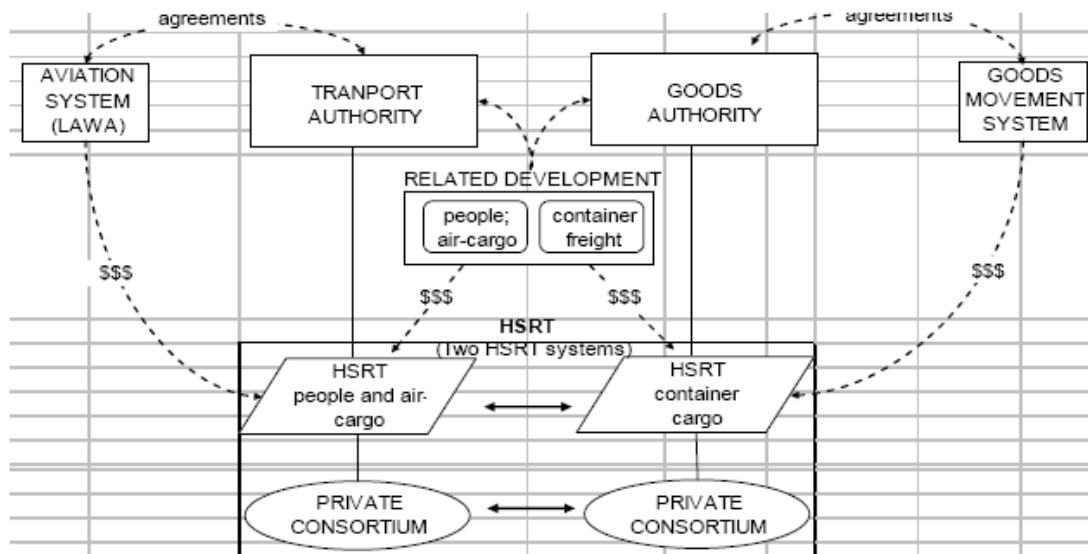 agreements
agreements
AVIATION
SYSTEM
(LAWA)
TRANPORT
AUTHORITY
GOODS
AUTHORITY
GOODS
MOVEMENT
SYSTEM
RELATED DEVELOPMENT
people;
air-cargo
container
freight
$$$
$$$
$$$
$$$
HSRT
(Two HSRT systems)
HSRT
people and air-
cargo
HSRT
container
cargo
PRIVATE
CONSORTIUM
PRIVATE
CONSORTIUM